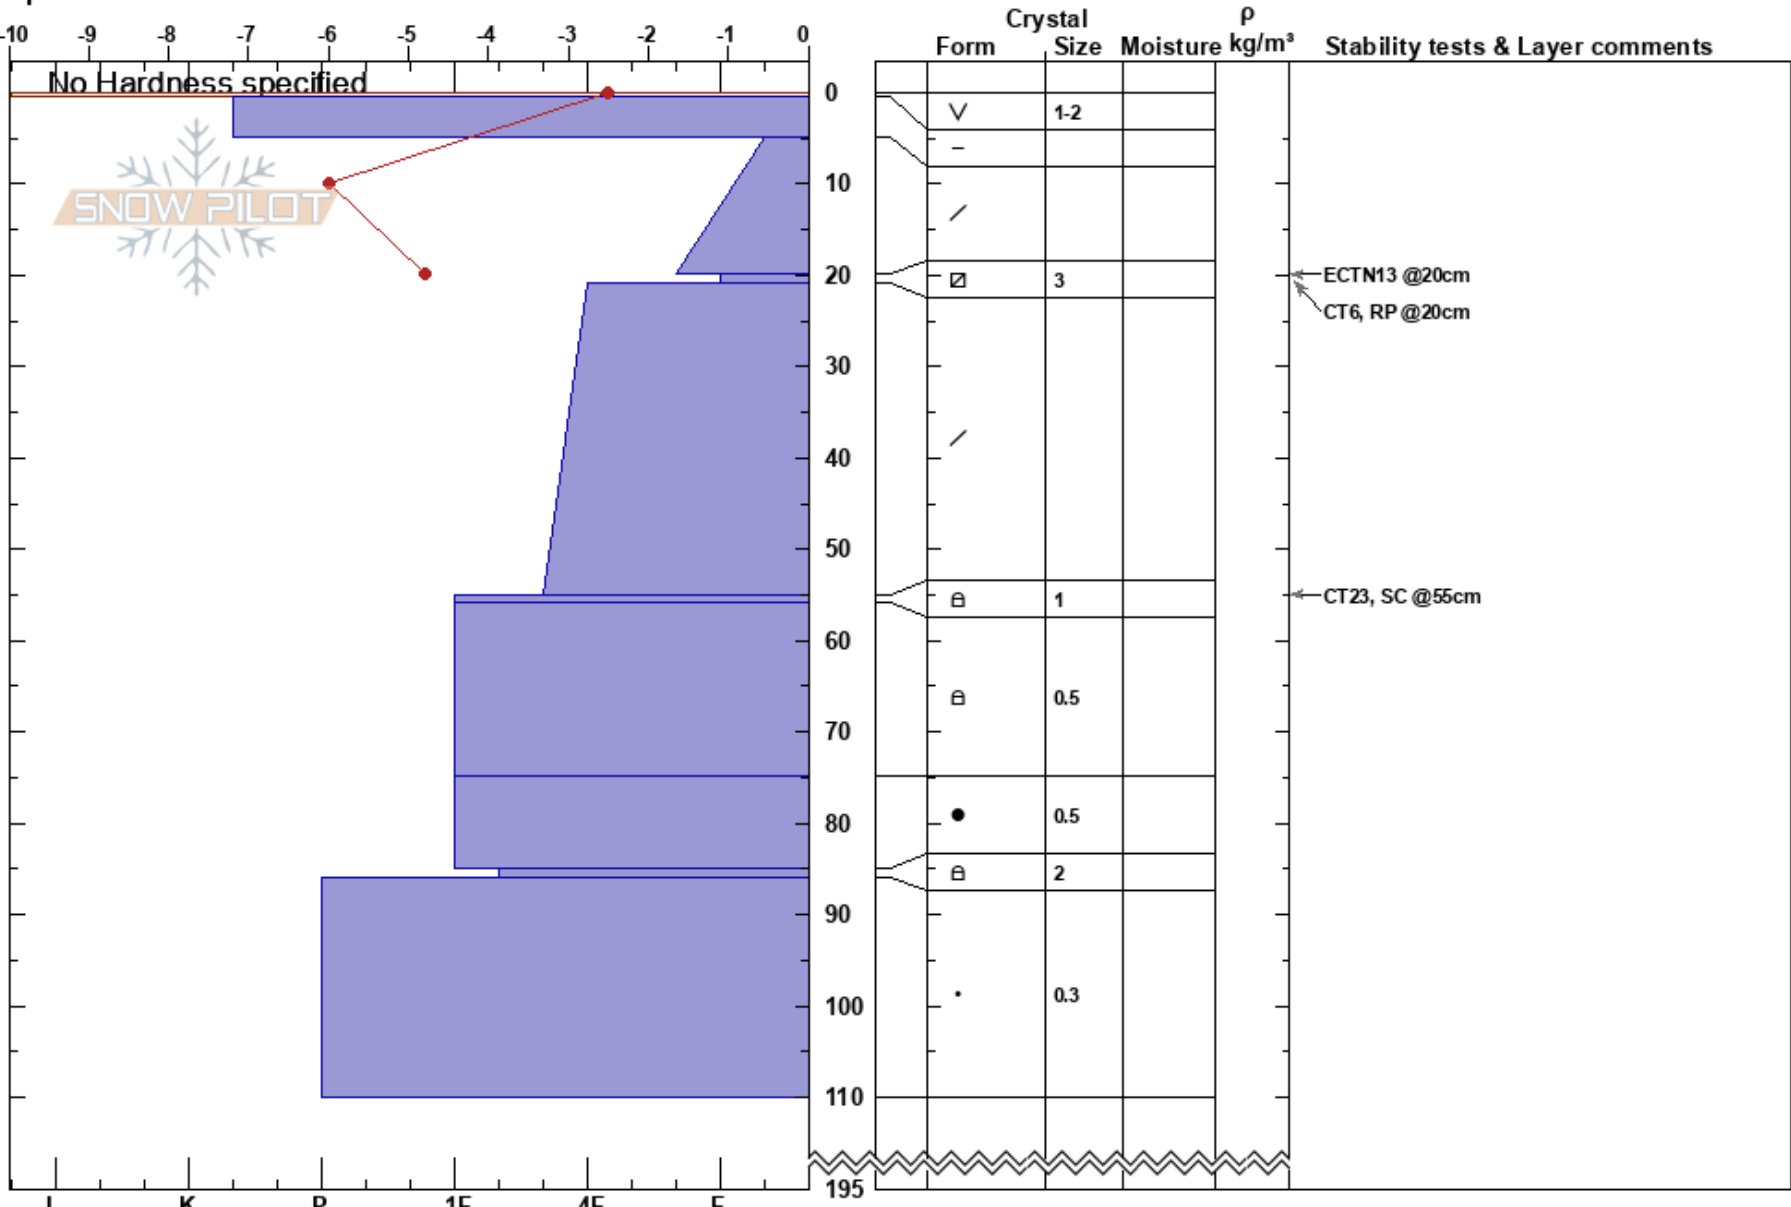 Crystal
ρ
-10 -9 -8 -7 -6 -5 -4 -3 -2 -1 0
Form Size Moisture kg/m³ Stability tests & Layer comments
No Hardness specified
0
1-2
10
SNOW PILOT
20
3
ECTN13 @20cm
CT6, RP @20cm
30
40
50
1
CT23, SC @55cm
60
0.5
70
80
0.5
2
90
0.3
100
110
195
I K P 1F 4F F